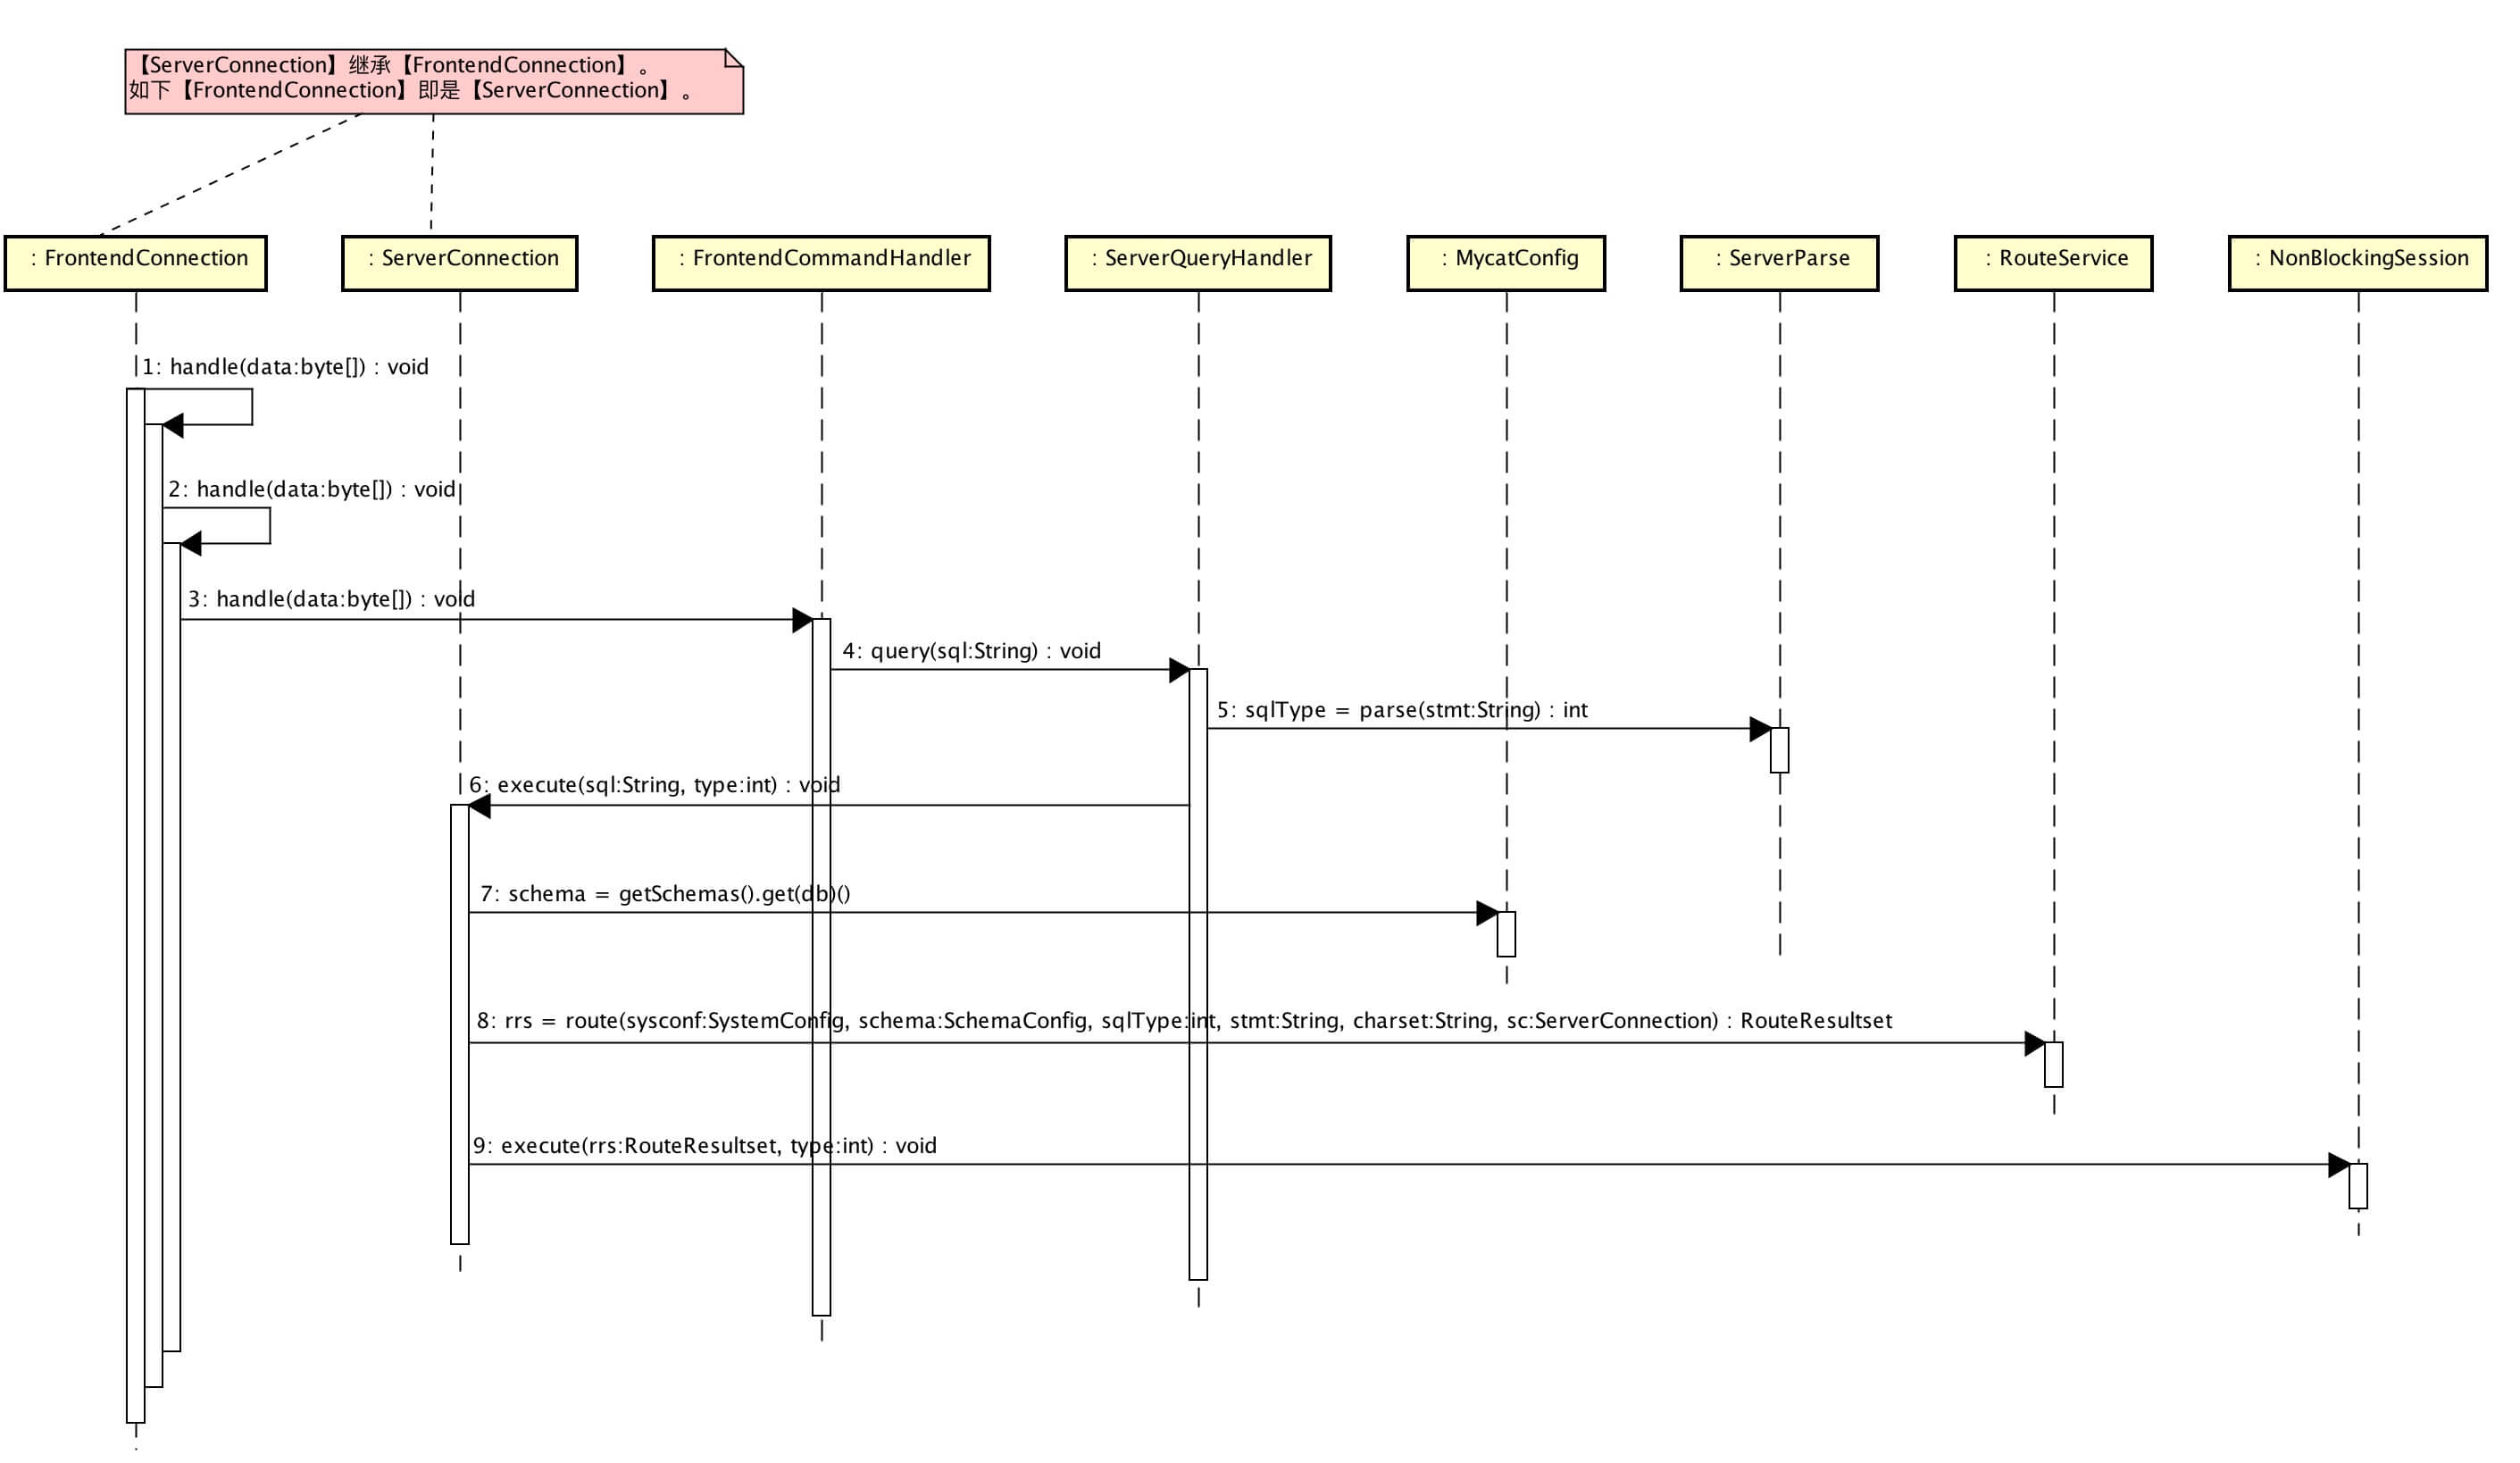 【ServerConnection】继承【FrontendConnection】。
如下【FrontendConnection】即是【ServerConnection】。
: FrontendConnection
: ServerConnection
: FrontendCommandHandler
: ServerQueryHandler
: MycatConfig
: ServerParse
: RouteService
: NonBlockingSession
1: handle(data:byte[]) : void
2: handle(data:byte[]) : void
3: handle(data:byte[]) : void
4: query(sql:String) : void
5: sqlType = parse(stmt:String) : int
6: execute(sql:String, type:int) : void
7: schema = getSchemas().get(db)()
8: rrs = route(sysconf:SystemConfig, schema:SchemaConfig, sqlType:int, stmt:String, charset:String, sc:ServerConnection) : RouteResultset
9: execute(rrs:RouteResultset, type:int) : void